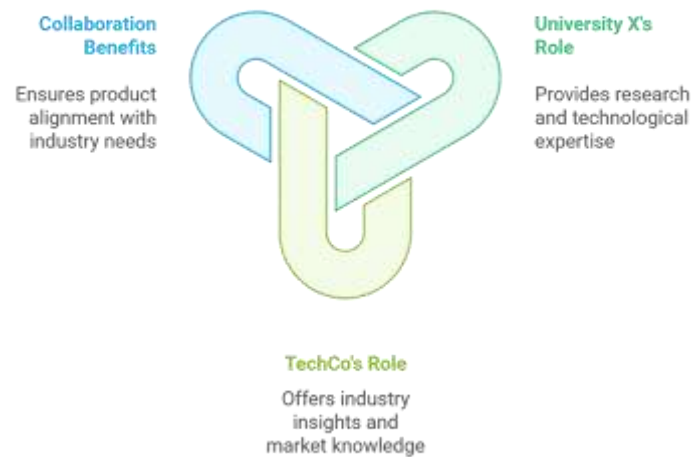 Collaboration
Benefits
Ensures product
alignment with
industry needs
University X's
Role
Provides research
and technological
expertise
TechCo's Role
Offers industry
insights and
market knowledge